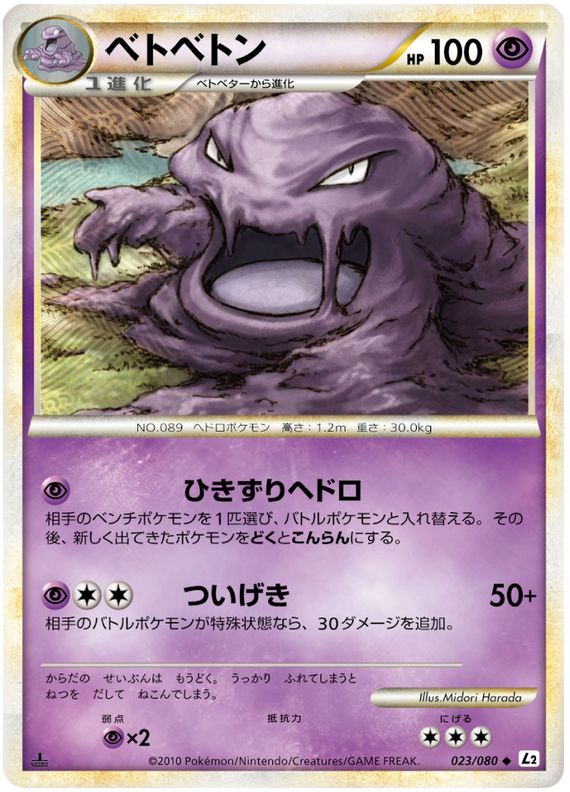 ベトベトン
HP 100
1進化
ベトベターから進化
NO.089 ヘドロポケモン 高さ:1.2m 重さ:30.0kg
ひきずりヘドロ
相手のベンチポケモンを1匹選び、バトルポケモンと入れ替える。その
後、新しく出てきたポケモンをどくとこんらんにする。
ついげき 50+
相手のバトルポケモンが特殊状態なら、30ダメージを追加。
からだの せいぶんは もうどく。うっかり ふれてしまうと
ねつを だして ねこんでしまう。
Illus.Midori Harada
弱点 抵抗力 にげる
×2
©2010 Pokémon/Nintendo/Creatures/GAME FREAK.
023/080 ◆ L2